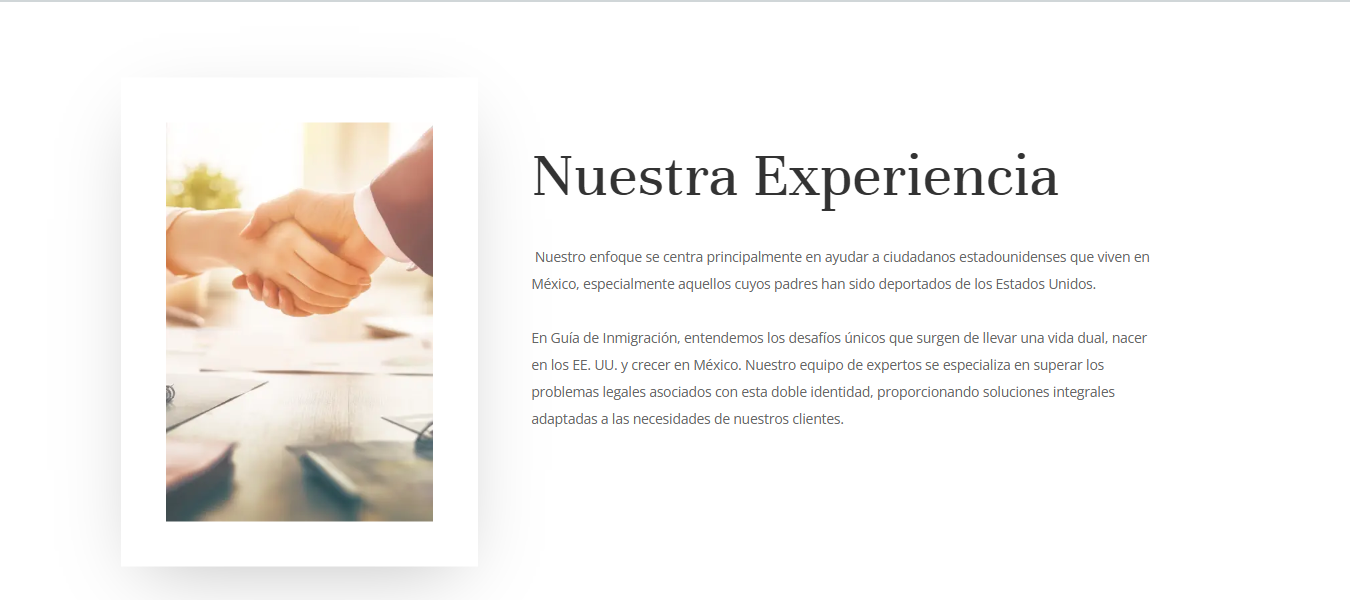 Nuestra Experiencia
Nuestro enfoque se centra principalmente en ayudar a ciudadanos estadounidenses que viven en
México, especialmente aquellos cuyos padres han sido deportados de los Estados Unidos.
En Guía de Inmigración, entendemos los desafíos únicos que surgen de llevar una vida dual, nacer
en los EE. UU. y crecer en México. Nuestro equipo de expertos se especializa en superar los
problemas legales asociados con esta doble identidad, proporcionando soluciones integrales
adaptadas a las necesidades de nuestros clientes.